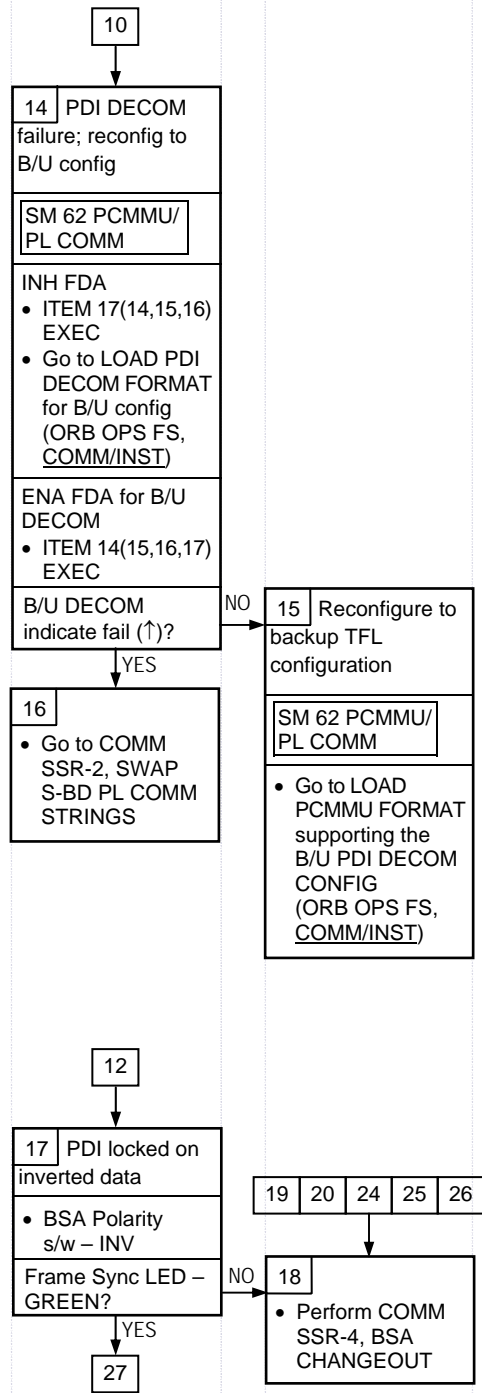 10
14 PDI DECOM
failure; reconfig to
B/U config
SM 62 PCMMU/
PL COMM
INH FDA
• ITEM 17(14,15,16)
EXEC
• Go to LOAD PDI
DECOM FORMAT
for B/U config
(ORB OPS FS,
COMM/INST)
ENA FDA for B/U
DECOM
• ITEM 14(15,16,17)
EXEC
B/U DECOM
indicate fail (↑)?
NO
YES
15 Reconfigure to
backup TFL
configuration
SM 62 PCMMU/
PL COMM
• Go to LOAD
PCMMU FORMAT
supporting the
B/U PDI DECOM
CONFIG
(ORB OPS FS,
COMM/INST)
16
• Go to COMM
SSR-2, SWAP
S-BD PL COMM
STRINGS
12
17 PDI locked on
inverted data
• BSA Polarity
s/w – INV
Frame Sync LED –
GREEN?
NO
YES
27
19 20 24 25 26
18
• Perform COMM
SSR-4, BSA
CHANGEOUT